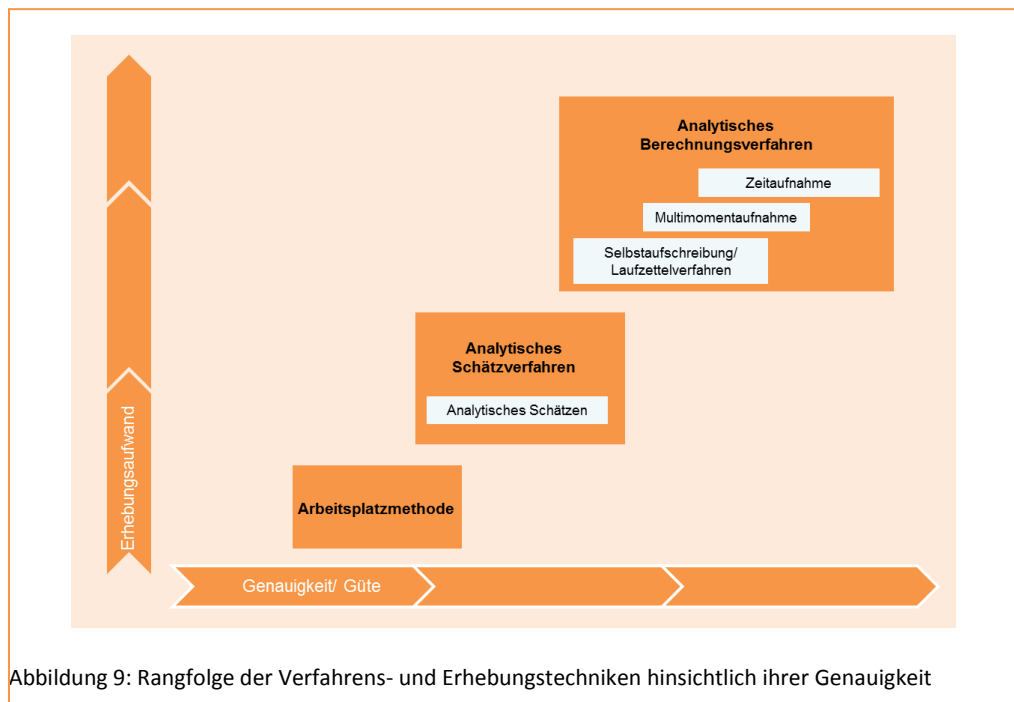 Analytisches
Berechnungsverfahren
Zeitaufnahme
Multimomentaufnahme
Selbstaufschreibung/
Laufzettelverfahren
Analytisches
Schätzverfahren
Analytisches Schätzen
Arbeitsplatzmethode
Erhebungsaufwand
Genauigkeit/ Güte
Abbildung 9: Rangfolge der Verfahrens- und Erhebungstechniken hinsichtlich ihrer Genauigkeit